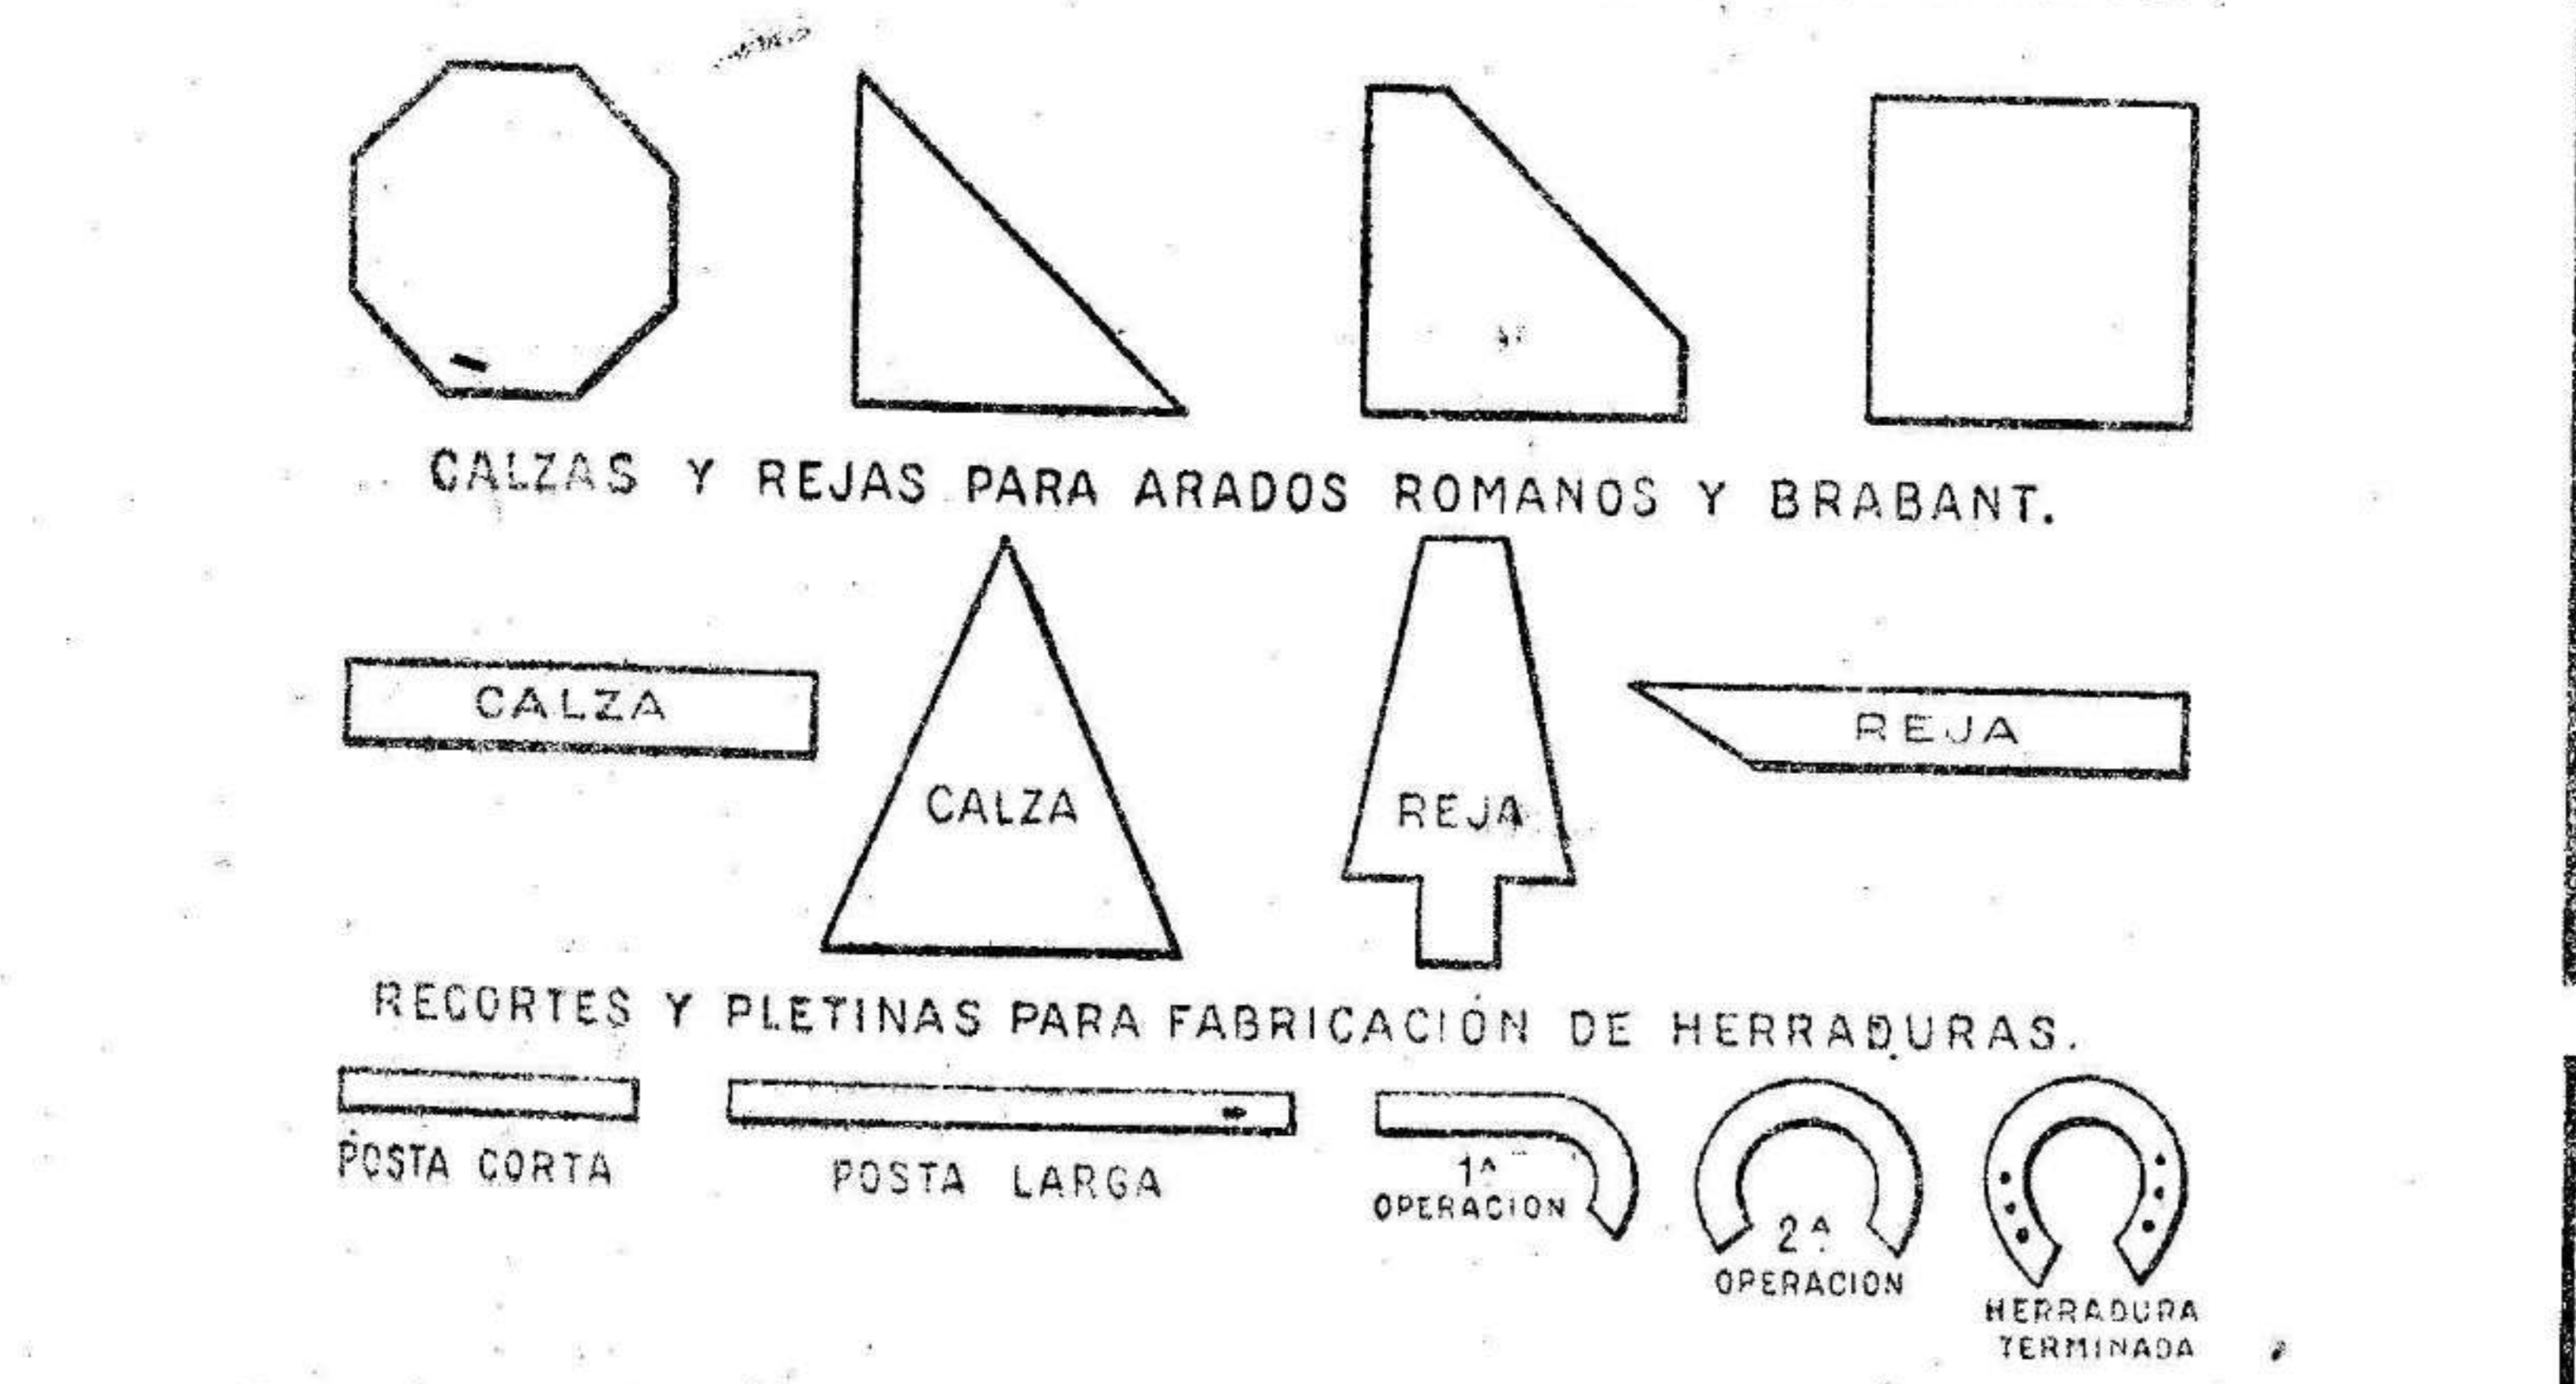 CALZAS Y REJAS PARA ARADOS ROMANOS Y BRABANT.
CALZA
CALZA
REJA
REJA
RECORTES Y PLETINAS PARA FABRICACIÓN DE HERRADURAS.
POSTA CORTA
POSTA LARGA
1ª
OPERACION
2ª
OPERACION
HERRADURA
TERMINADA